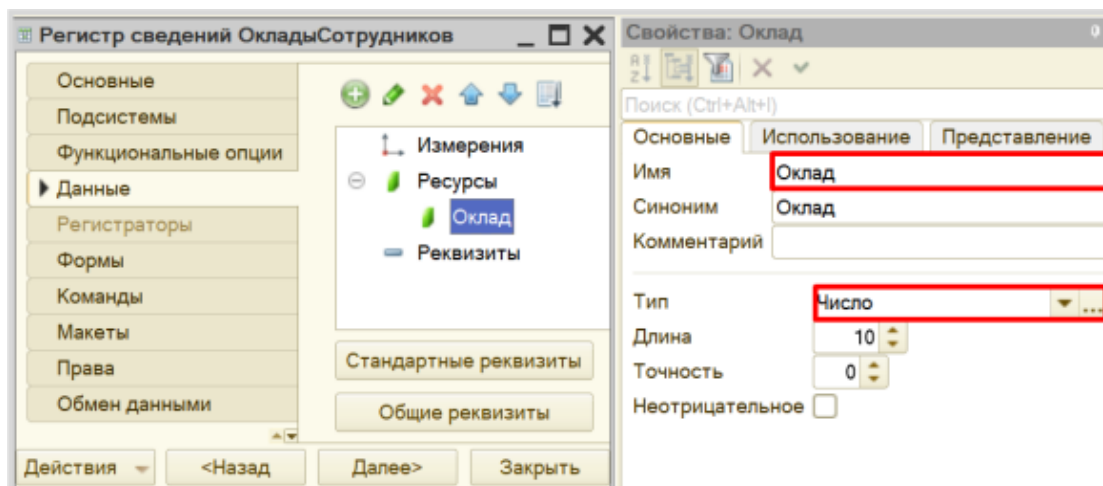 Регистр сведений ОкладыСотрудников
Основные
Подсистемы
Функциональные опции
Данные
Регистраторы
Формы
Команды
Макеты
Права
Обмен данными
Измерения
Ресурсы
Оклад
Реквизиты
Стандартные реквизиты
Общие реквизиты
Действия
<Назад
Далее>
Закрыть
Свойства: Оклад
Поиск (Ctrl+Alt+I)
Основные Использование Представление
Имя Оклад
Синоним Оклад
Комментарий
Тип Число ...
Длина 10
Точность 0
Неотрицательное